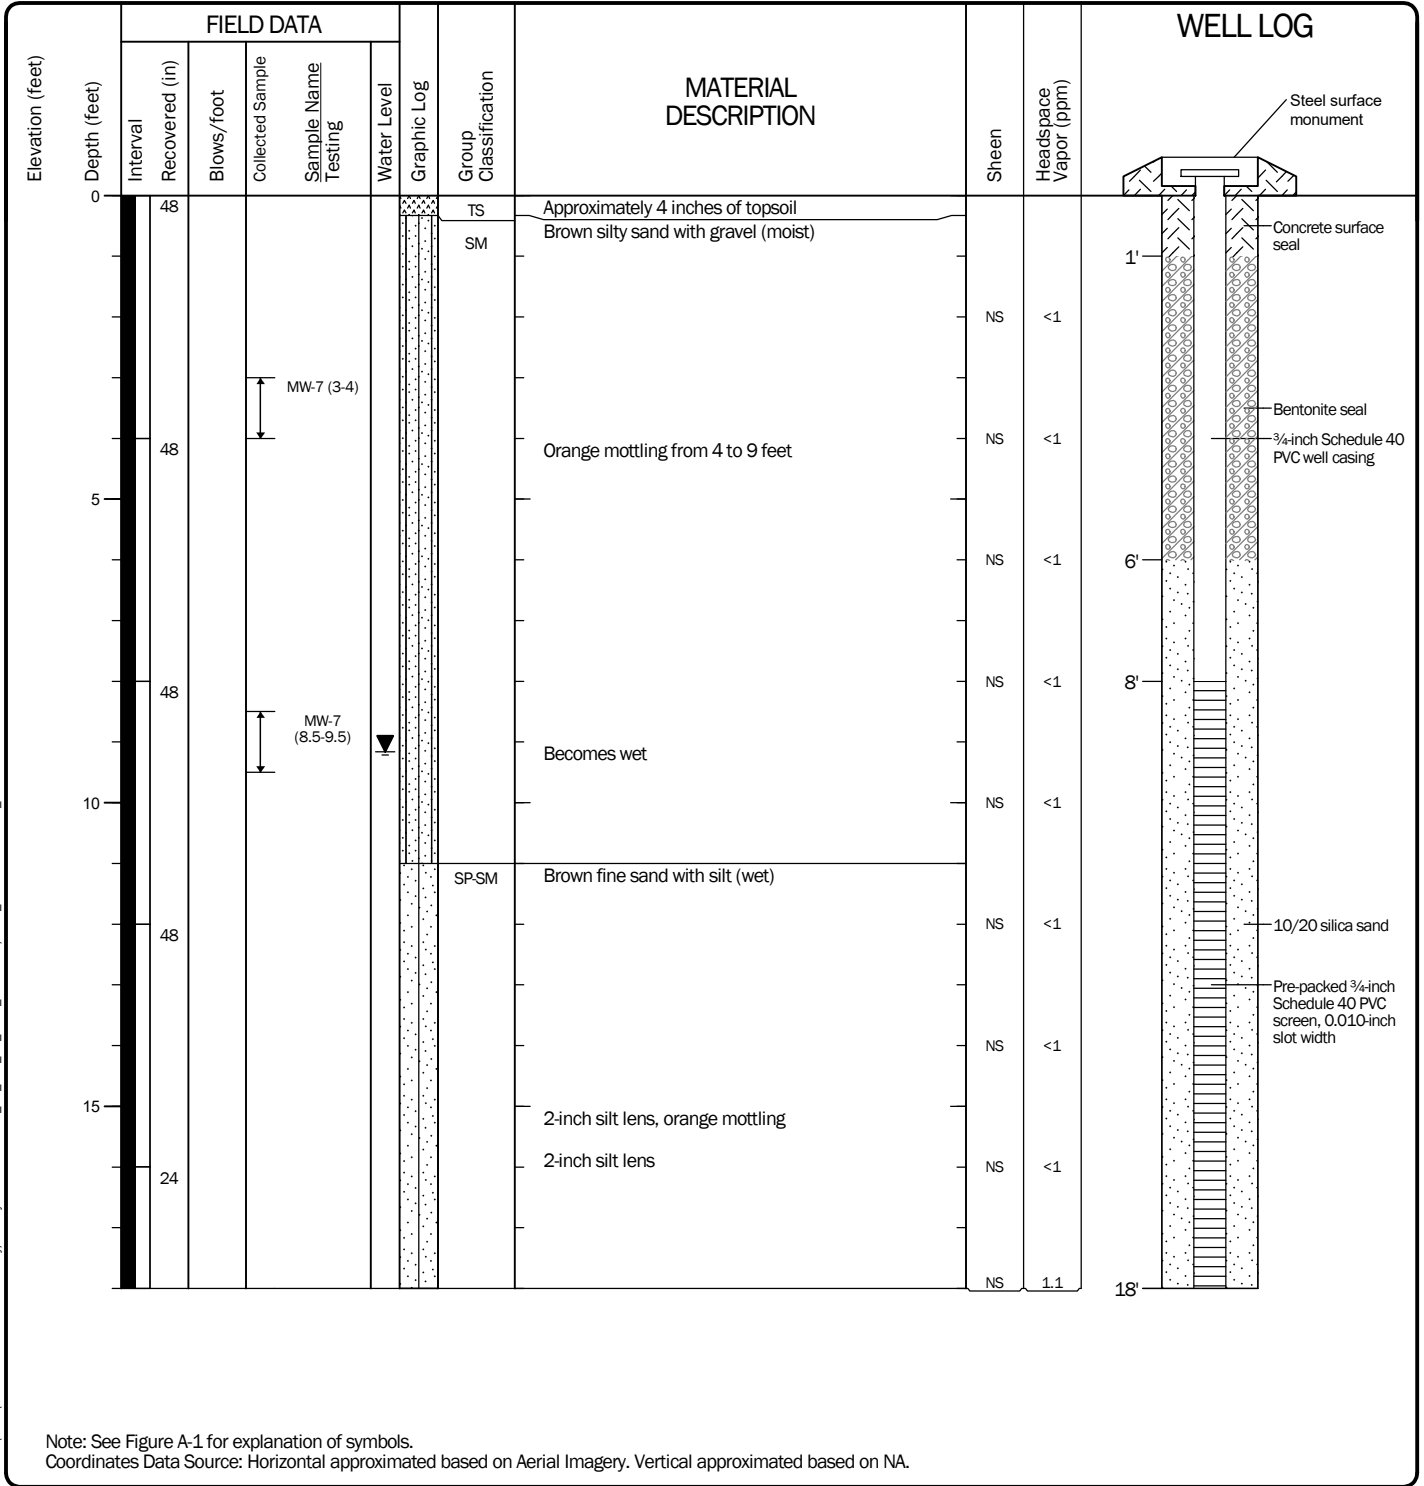 FIELD DATA
WELL LOG
Elevation (feet)
Depth (feet)
Interval
Recovered (in)
Blows/foot
Collected Sample
Sample Name
Testing
Water Level
Graphic Log
Group
Classification
MATERIAL
DESCRIPTION
Sheen
Headspace
Vapor (ppm)
Steel surface
monument
0
48
TS
Approximately 4 inches of topsoil
SM
Brown silty sand with gravel (moist)
Concrete surface
seal
1'
NS
<1
MW-7 (3-4)
Bentonite seal
48
Orange mottling from 4 to 9 feet
NS
<1
¾-inch Schedule 40
PVC well casing
5
NS
<1
6'
48
NS
<1
8'
MW-7
(8.5-9.5)
Becomes wet
10
NS
<1
SP-SM
Brown fine sand with silt (wet)
48
NS
<1
10/20 silica sand
Pre-packed ¾-inch
Schedule 40 PVC
screen, 0.010-inch
slot width
NS
<1
15
2-inch silt lens, orange mottling
2-inch silt lens
24
NS
<1
NS
1.1
18'
Note: See Figure A-1 for explanation of symbols.
Coordinates Data Source: Horizontal approximated based on Aerial Imagery. Vertical approximated based on NA.